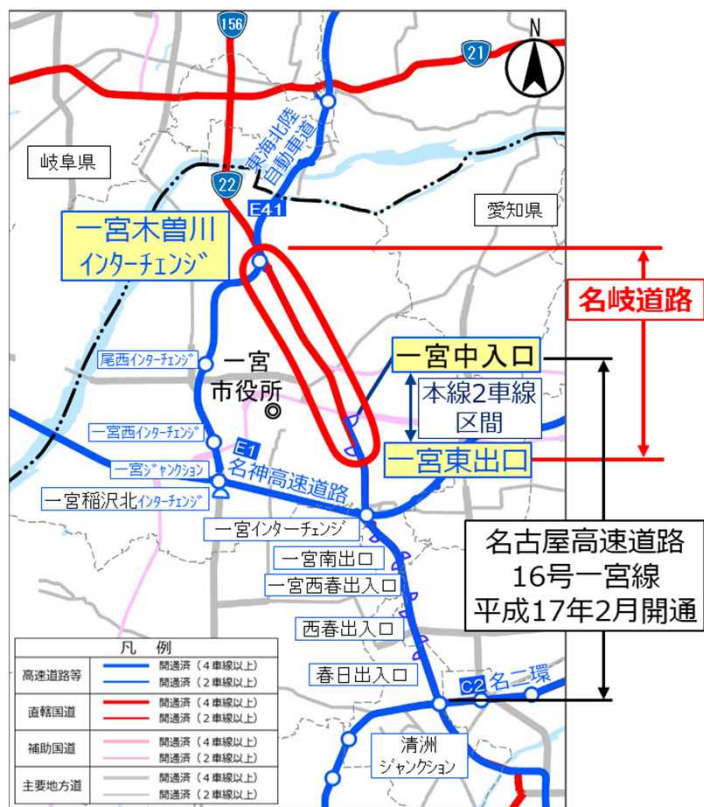 156
21
N
岐阜県
東海北陸
自動車道
22
愛知県
E41
一宮木曽川
インターチェンジ
名岐道路
尾西インターチェンジ
一宮
市役所
一宮中入口
本線2車線
区間
一宮東出口
一宮西インターチェンジ
E1
名神高速道路
一宮ジャンクション
一宮稲沢北インターチェンジ
一宮インターチェンジ
名古屋高速道路
16号一宮線
平成17年2月開通
一宮南出口
一宮西春出入口
西春出入口
春日出入口
C2 名二環
清洲
ジャンクション
凡 例
高速道路等
開通済（4車線以上）
開通済（2車線以上）
直轄国道
開通済（4車線以上）
開通済（2車線以上）
補助国道
開通済（4車線以上）
開通済（2車線以上）
主要地方道
開通済（4車線以上）
開通済（2車線以上）